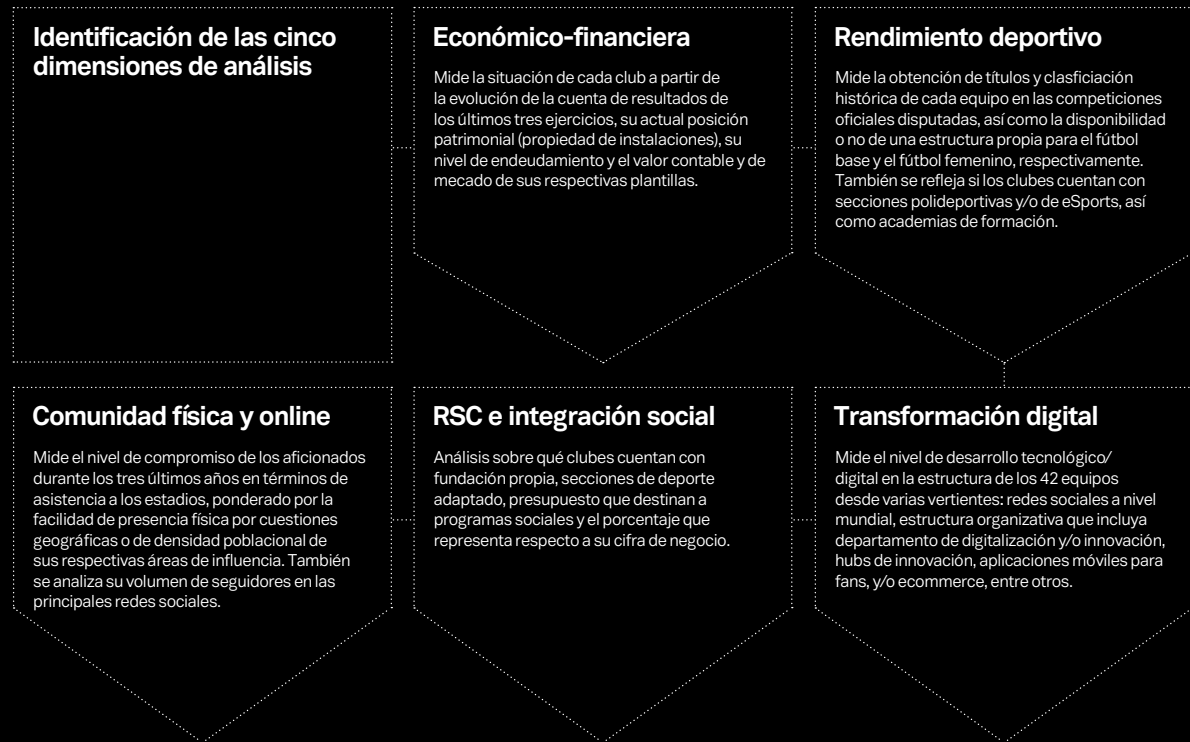 Identificación de las cinco
dimensiones de análisis
Económico-financiera
Mide la situación de cada club a partir de
la evolución de la cuenta de resultados de
los últimos tres ejercicios, su actual posición
patrimonial (propiedad de instalaciones), su
nivel de endeudamiento y el valor contable y de
mecado de sus respectivas plantillas.
Rendimiento deportivo
Mide la obtención de títulos y clasficiación
histórica de cada equipo en las competiciones
oficiales disputadas, así como la disponibilidad
o no de una estructura propia para el fútbol
base y el fútbol femenino, respectivamente.
También se refleja si los clubes cuentan con
secciones polideportivas y/o de eSports, así
como academias de formación.
Comunidad física y online
Mide el nivel de compromiso de los aficionados
durante los tres últimos años en términos de
asistencia a los estadios, ponderado por la
facilidad de presencia física por cuestiones
geográficas o de densidad poblacional de
sus respectivas áreas de influencia. También
se analiza su volumen de seguidores en las
principales redes sociales.
RSC e integración social
Análisis sobre qué clubes cuentan con
fundación propia, secciones de deporte
adaptado, presupuesto que destinan a
programas sociales y el porcentaje que
representa respecto a su cifra de negocio.
Transformación digital
Mide el nivel de desarrollo tecnológico/
digital en la estructura de los 42 equipos
desde varias vertientes: redes sociales a nivel
mundial, estructura organizativa que incluya
departamento de digitalización y/o innovación,
hubs de innovación, aplicaciones móviles para
fans, y/o ecommerce, entre otros.